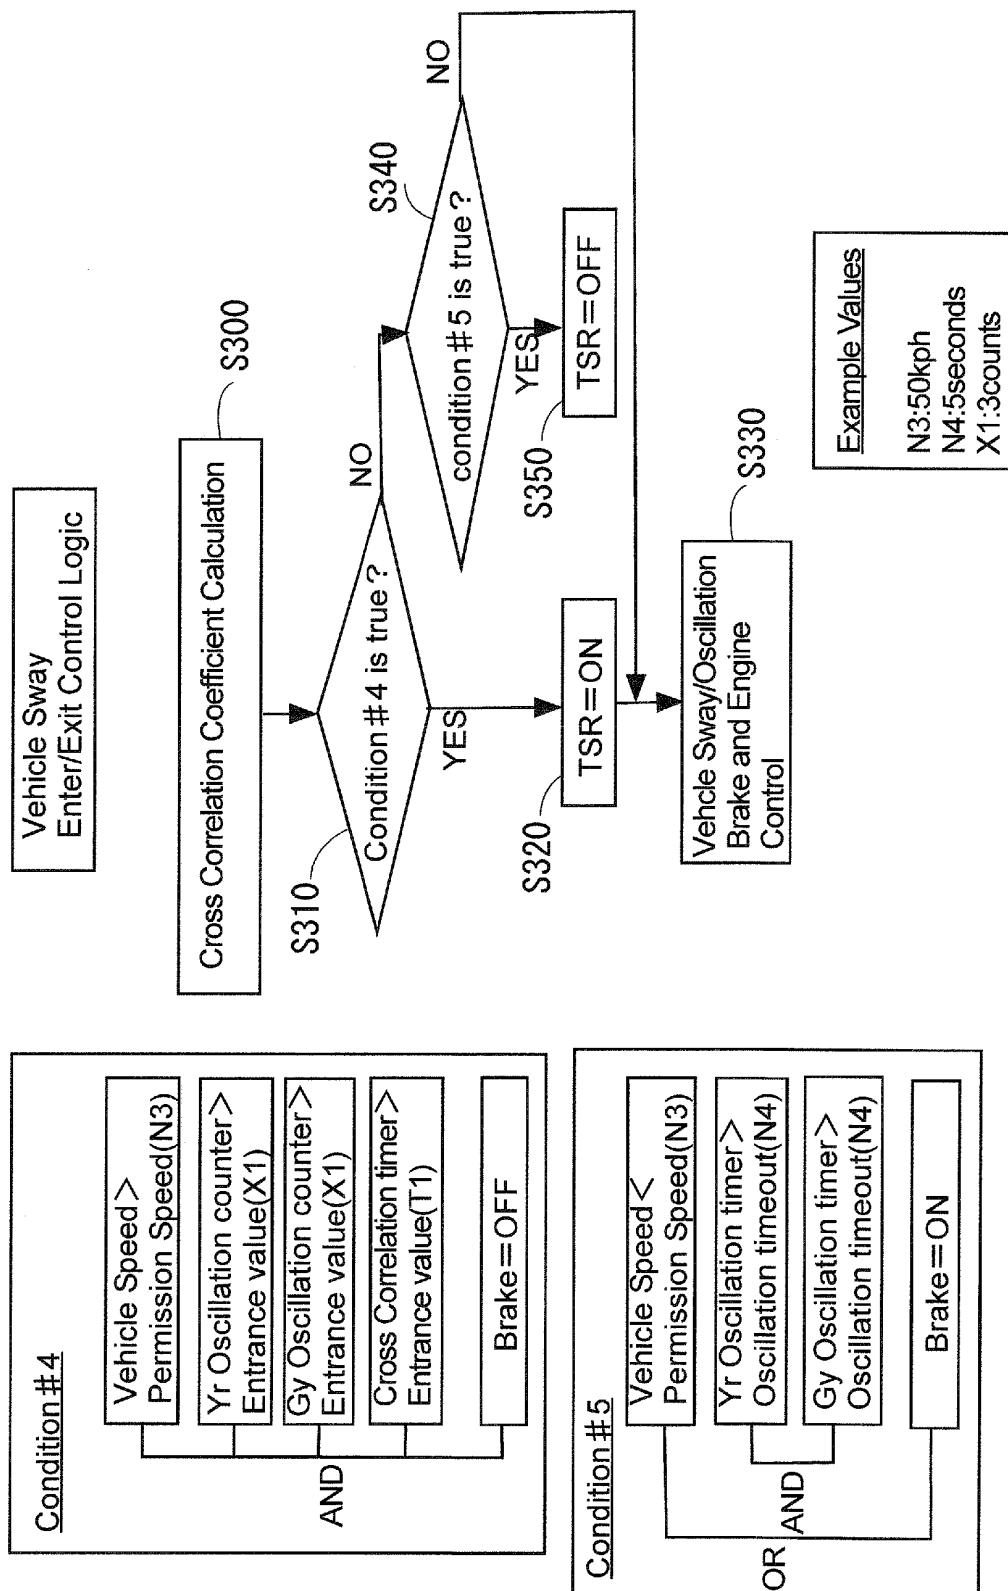 Vehicle Sway
Enter/Exit Control Logic
Condition#4
Vehicle Speed>
Permission Speed(N3)
Yr Oscillation counter>
Entrance value(X1)
Gy Oscillation counter>
Entrance value(X1)
Cross Correlation timer>
Entrance value(T1)
Brake=OFF
AND
Condition#5
Vehicle Speed<
Permission Speed(N3)
Yr Oscillation timer>
Oscillation timeout(N4)
Gy Oscillation timer>
Oscillation timeout(N4)
Brake=ON
OR
AND
S300
Cross Correlation Coefficient Calculation
S310
Condition#4 is true?
NO
YES
S340
condition#5 is true?
NO
YES
S320
TSR=ON
S350
TSR=OFF
S330
Vehcle Sway/Oscillation
Brake and Engine
Control
Example Values
N3:50kph
N4:5seconds
X1:3counts